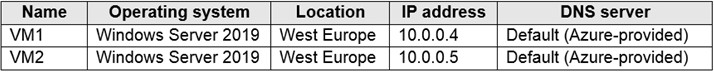 Name Operating system Location IP address DNS server
VM1 Windows Server 2019 West Europe 10.0.0.4 Default (Azure-provided)
VM2 Windows Server 2019 West Europe 10.0.0.5 Default (Azure-provided)